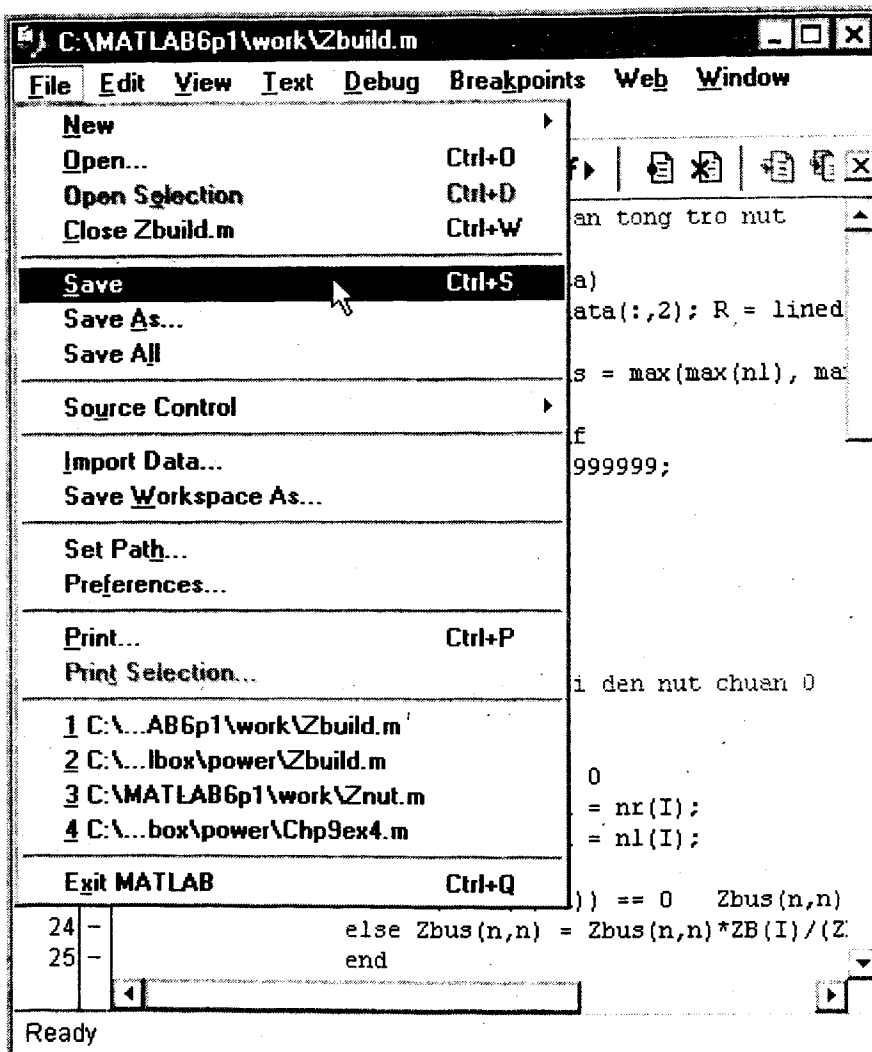 C:\MATLAB6p1\work\Zbuild.m
File Edit View Text Debug Breakpoints Web Window
New
Open... Ctrl+O
Open Selection Ctrl+D
Close Zbuild.m Ctrl+W
an tong tro nut
Save Ctrl+S
a)
Save As...
ata(:,2); R = lined
Save All
s = max(max(nl), ma
Source Control
f
Import Data...
999999;
Save Workspace As...
Set Path...
Preferences...
Print... Ctrl+P
Print Selection...
i den nut chuan 0
1 C:\...AB6p1\work\Zbuild.m
2 C:\...lbox\power\Zbuild.m
0
3 C:\MATLAB6p1\work\Znut.m
= nr(I);
4 C:\...box\power\Chp9ex4.m
= nl(I);
Exit MATLAB Ctrl+Q
)) == 0 Zbus(n,n)
24 - else Zbus(n,n) = Zbus(n,n)*ZB(I)/(Z
25 - end
Ready